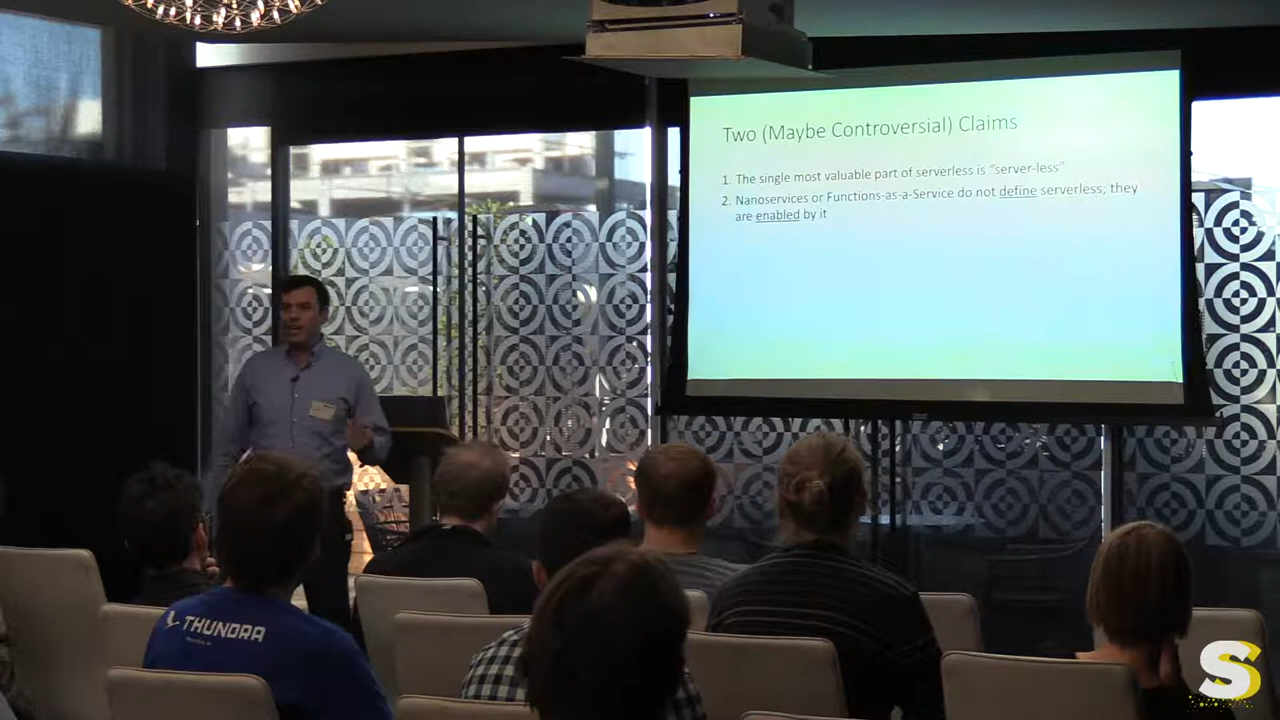 Two (Maybe Controversial) Claims
1. The single most valuable part of serverless is “server-less”
2. Nanoservices or Functions-as-a-Service do not define serverless; they
are enabled by it
THUNDRA
S